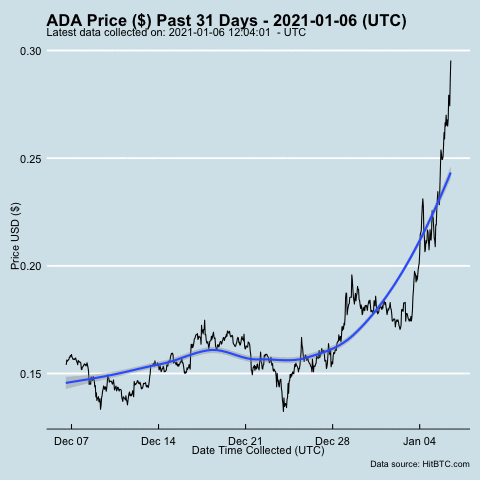 ADA Price ($) Past 31 Days - 2021-01-06 (UTC)
Latest data collected on: 2021-01-06 12:04:01  - UTC
0.30
0.25
0.20
0.15
Price USD ($)
Dec 07
Dec 14
Dec 21
Dec 28
Jan 04
Date Time Collected (UTC)
Data source: HitBTC.com